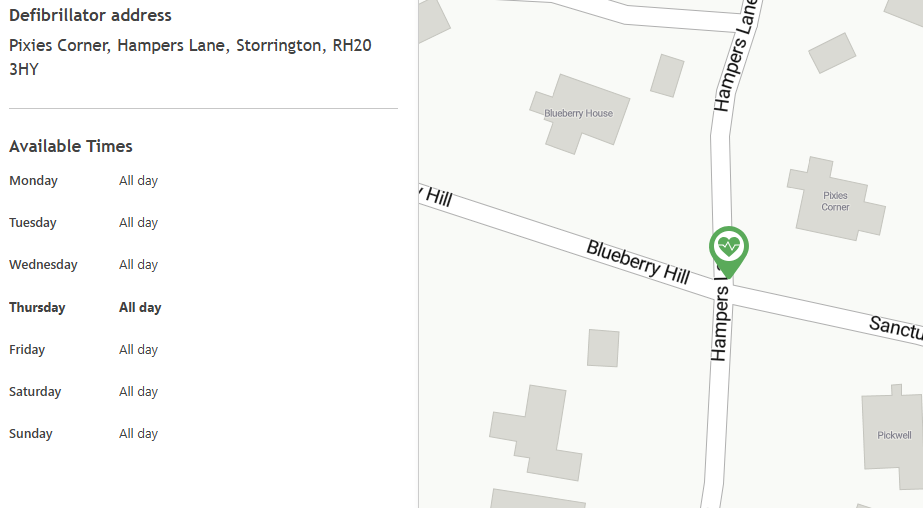 Defibrillator address
Pixies Corner, Hampers Lane, Storrington, RH20
3HY
Available Times
Monday All day
Tuesday All day
Wednesday All day
Thursday All day
Friday All day
Saturday All day
Sunday All day
Hampers Lane
Blueberry House
Pixies
Corner
y Hill
Blueberry Hill
Hampers La
Sanctu
Pickwell